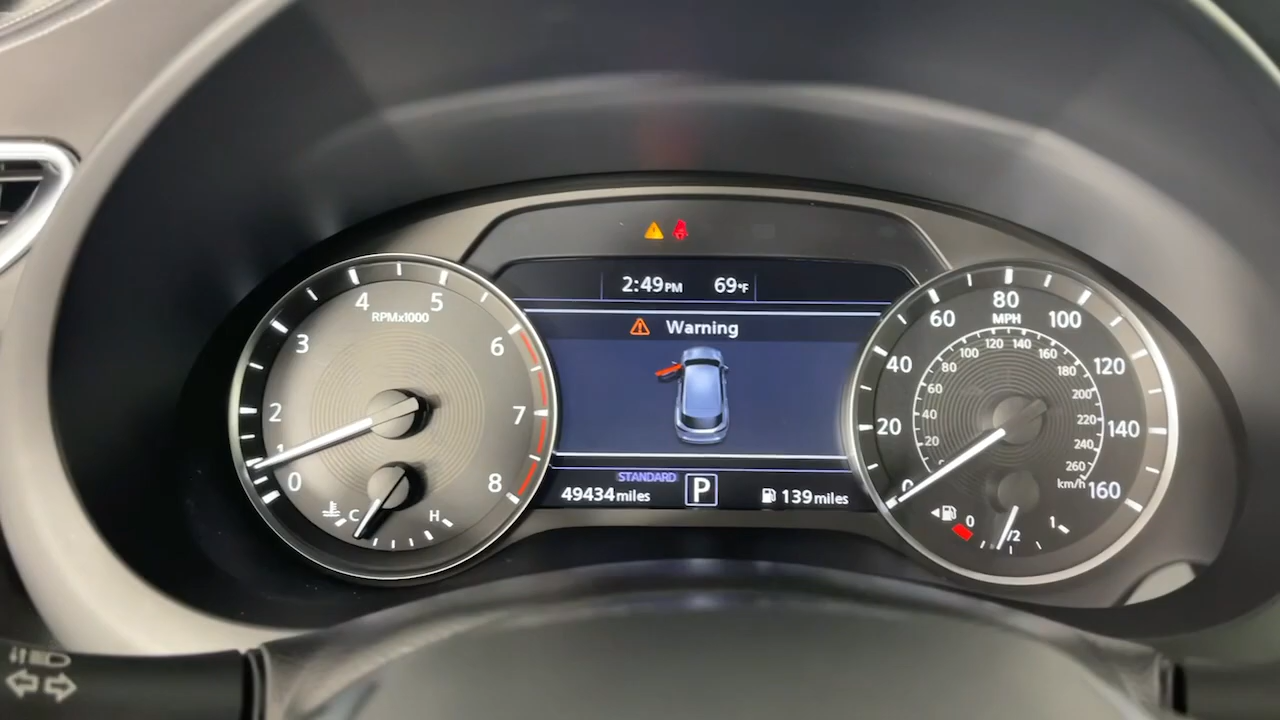 2:49PM 69°F
Warning
STANDARD
49434miles P 139miles
RPMx1000
0 1 2 3 4 5 6 7 8
C H
MPH
0 20 40 60 80 100 120 140 160
20 40 60 80 100 120 140 160 180 200 220 240 260
km/h
0 1/2 1